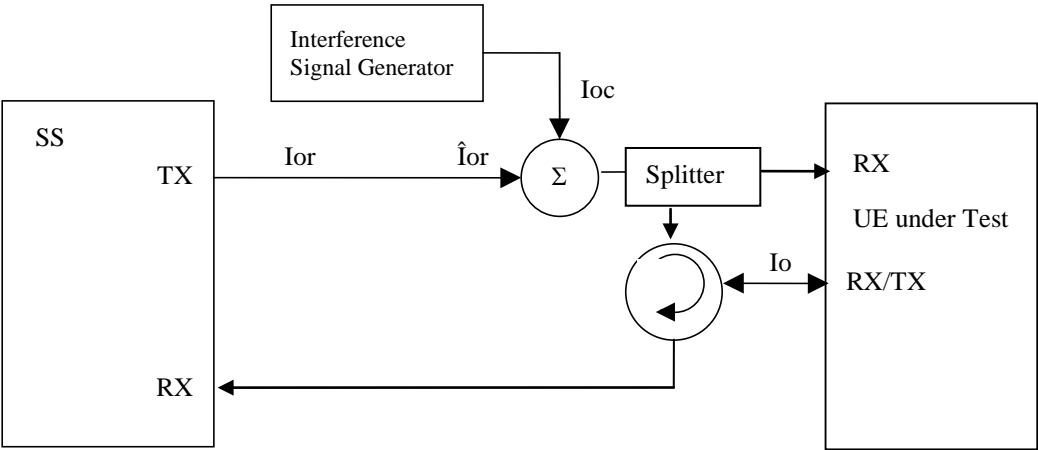 Interference
Signal Generator
Ioc
SS
TX
Ior
Îor
Σ
Splitter
RX
UE under Test
Io
RX/TX
RX